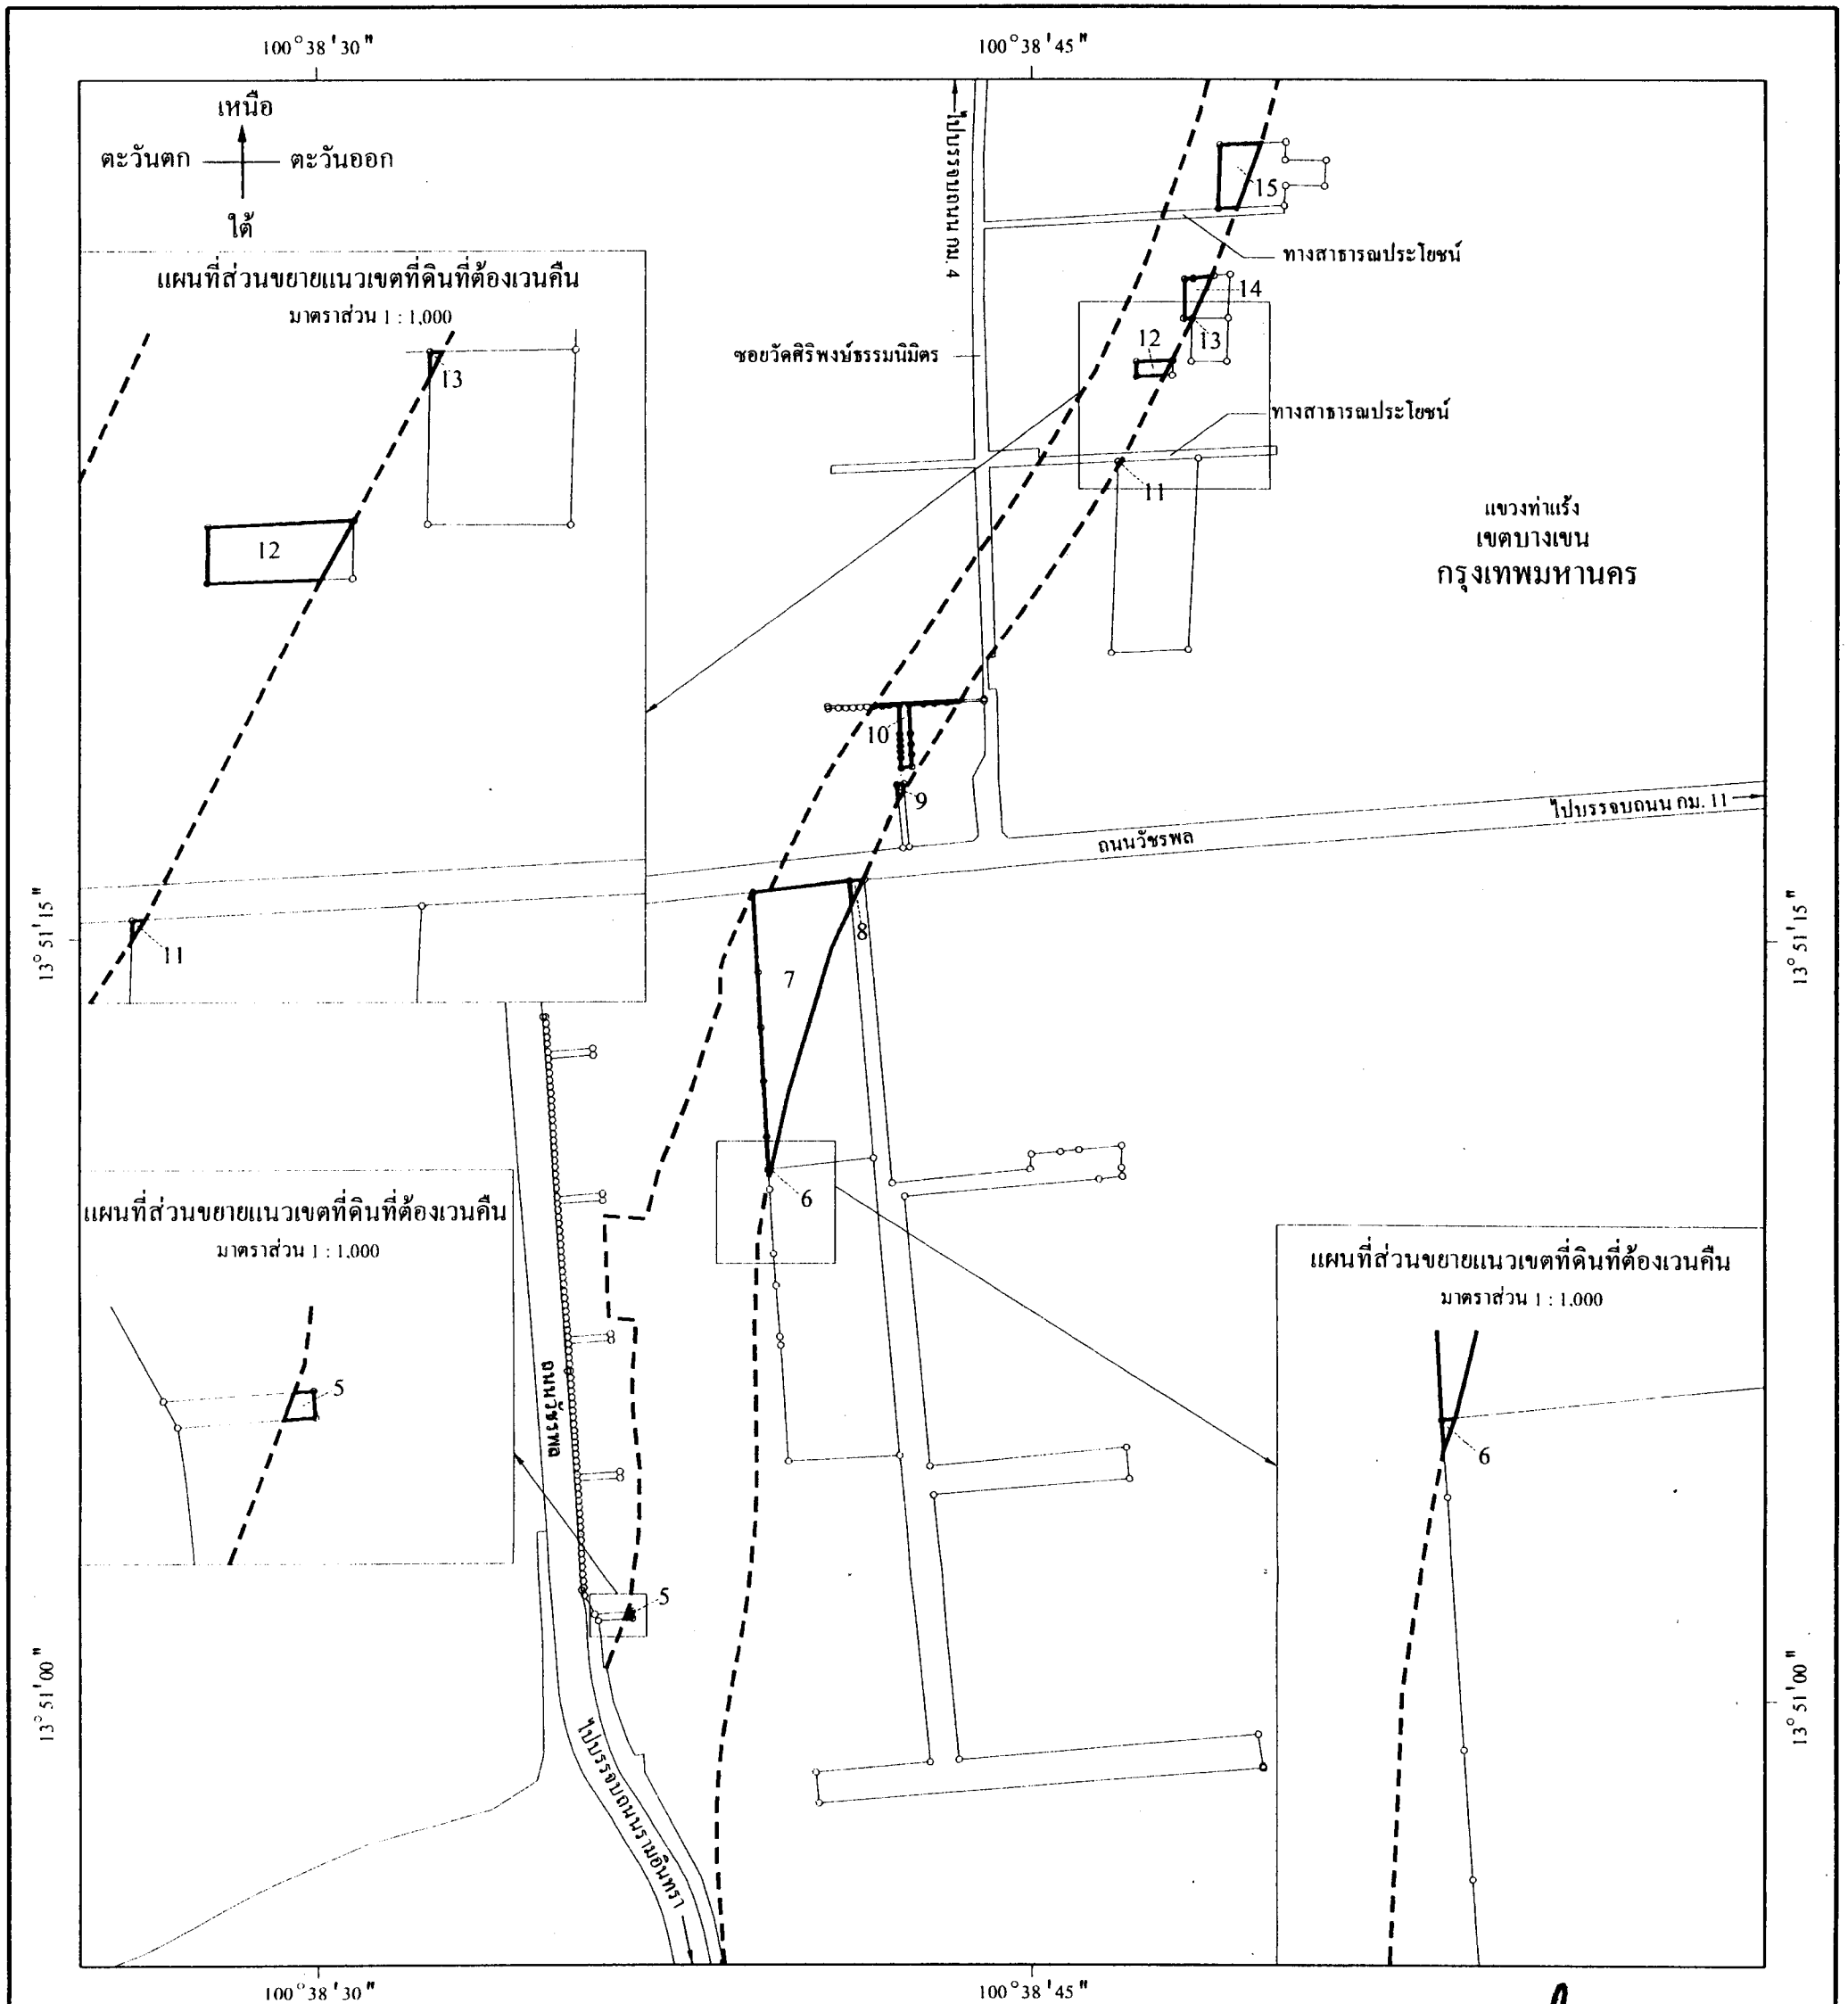 100°38'30"
100°38'45"
เหนือ
ตะวันตก
ตะวันออก
ใต้
แผนที่ส่วนขยายแนวเขตที่ดินที่ต้องเวนคืน
มาตราส่วน 1 : 1,000
13
12
11
ไปบรรจบถนน กม. 4
15
ทางสาธารณประโยชน์
14
13
12
ซอยวัดศิริพงษ์ธรรมนิมิตร
ทางสาธารณประโยชน์
11
แขวงท่าแร้ง
เขตบางเขน
กรุงเทพมหานคร
10
9
ไปบรรจบถนน กม. 11
ถนนวัชรพล
13°51'15"
13°51'15"
8
7
6
แผนที่ส่วนขยายแนวเขตที่ดินที่ต้องเวนคืน
มาตราส่วน 1 : 1,000
5
ถนนวัชรพล
แผนที่ส่วนขยายแนวเขตที่ดินที่ต้องเวนคืน
มาตราส่วน 1 : 1,000
6
5
13°51'00"
13°51'00"
ไปบรรจบถนนรามอินทรา
100°38'30"
100°38'45"